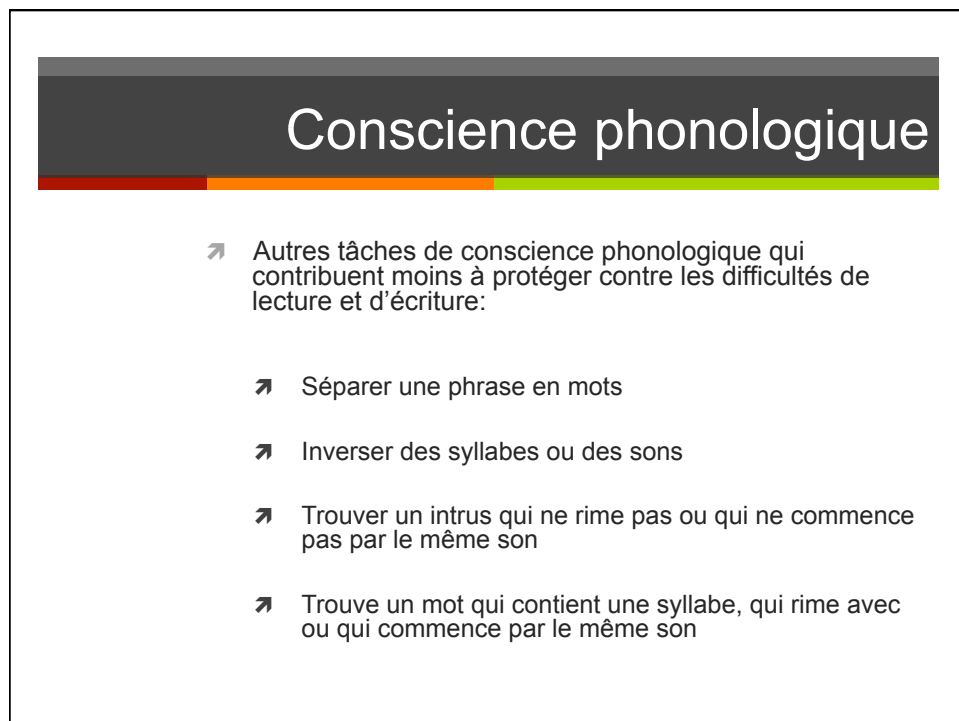 Conscience phonologique
Autres tâches de conscience phonologique qui
contribuent moins à protéger contre les difficultés de
lecture et d’écriture:
Séparer une phrase en mots
Inverser des syllabes ou des sons
Trouver un intrus qui ne rime pas ou qui ne commence
pas par le même son
Trouve un mot qui contient une syllabe, qui rime avec
ou qui commence par le même son